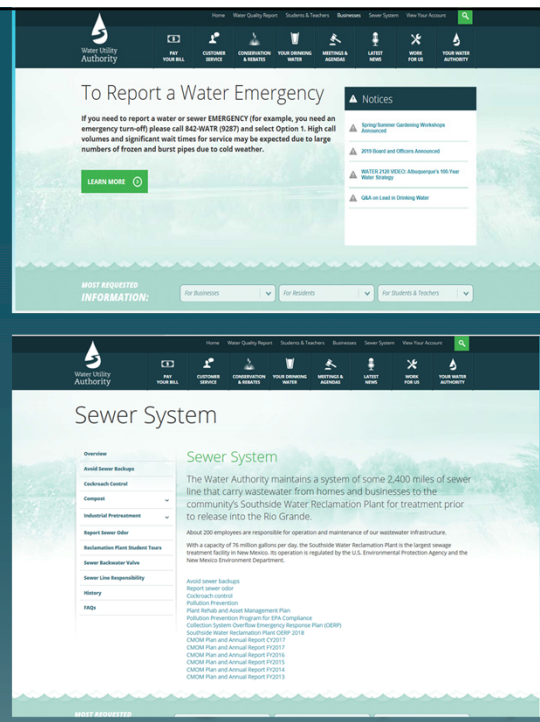 Home Water Quality Report Students & Teachers Businesses Sewer System View Your Account
Water Utility
Authority
PAY
YOUR BILL
CUSTOMER
SERVICE
CONSERVATION
& REBATES
YOUR DRINKING
WATER
MEETINGS &
AGENDAS
LATEST
NEWS
WORK
FOR US
YOUR WATER
AUTHORITY
To Report a Water Emergency
If you need to report a water or sewer EMERGENCY (for example, you need an
emergency turn-off) please call 842-WATR (9287) and select Option 1. High call
volumes and significant wait times for service may be expected due to large
numbers of frozen and burst pipes due to cold weather.
LEARN MORE
Notices
Spring/Summer Gardening Workshops
Announced
2019 Board and Officers Announced
WATER 2120 VIDEO: Albuquerque's 100 Year
Water Strategy
Q&A on Lead in Drinking Water
MOST REQUESTED
INFORMATION:
For Businesses
For Residents
For Students & Teachers
Home Water Quality Report Students & Teachers Businesses Sewer System View Your Account
Water Utility
Authority
PAY
YOUR BILL
CUSTOMER
SERVICE
CONSERVATION
& REBATES
YOUR DRINKING
WATER
MEETINGS &
AGENDAS
LATEST
NEWS
WORK
FOR US
YOUR WATER
AUTHORITY
Sewer System
Overview
Avoid Sewer Backups
Cockroach Control
Compost
Industrial Pretreatment
Report Sewer Odor
Reclamation Plant Student Tours
Sewer Backwater Valve
Sewer Line Responsibility
History
FAQs
Sewer System
The Water Authority maintains a system of some 2,400 miles of sewer
line that carry wastewater from homes and businesses to the
community's Southside Water Reclamation Plant for treatment prior
to release into the Rio Grande.
About 200 employees are responsible for operation and maintenance of our wastewater infrastructure.
With a capacity of 76 million gallons per day, the Southside Water Reclamation Plant is the largest sewage
treatment facility in New Mexico. Its operation is regulated by the U.S. Environmental Protection Agency and the
New Mexico Environment Department.
Avoid sewer backups
Report sewer odor
Cockroach control
Pollution Prevention
Plant Rehab and Asset Management Plan
Pollution Prevention Program for EPA Compliance
Collection System Overflow Emergency Response Plan (OERP)
Southside Water Reclamation Plant OERP 2018
CMOM Plan and Annual Report CY2017
CMOM Plan and Annual Report FY2017
CMOM Plan and Annual Report FY2016
CMOM Plan and Annual Report FY2015
CMOM Plan and Annual Report FY2014
CMOM Plan and Annual Report FY2013
MOST REQUESTED